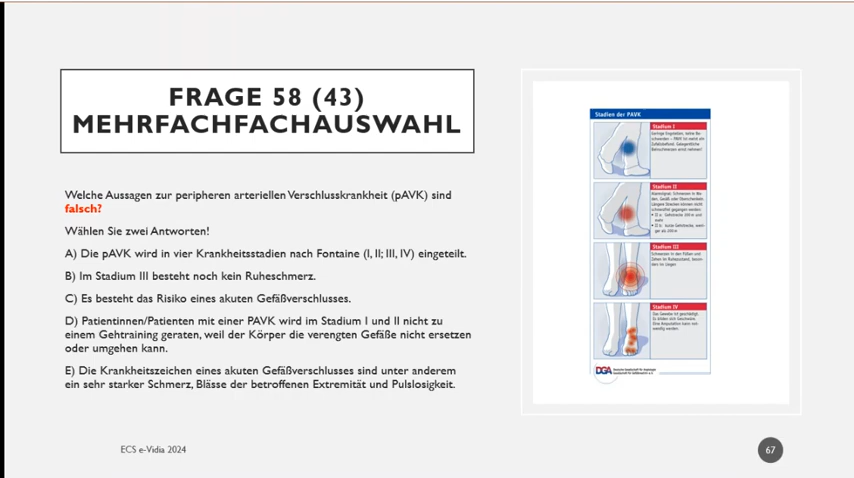 FRAGE 58 (43)
MEHRFACHFACHAUSWAHL
Welche Aussagen zur peripheren arteriellen Verschlusskrankheit (pAVK) sind
falsch?
Wählen Sie zwei Antworten!
A) Die pAVK wird in vier Krankheitsstadien nach Fontaine (I, II; III, IV) eingeteilt.
B) Im Stadium III besteht noch kein Ruheschmerz.
C) Es besteht das Risiko eines akuten Gefäßverschlusses.
D) Patientinnen/Patienten mit einer PAVK wird im Stadium I und II nicht zu
einem Gehtraining geraten, weil der Körper die verengten Gefäße nicht ersetzen
oder umgehen kann.
E) Die Krankheitszeichen eines akuten Gefäßverschlusses sind unter anderem
ein sehr starker Schmerz, Blässe der betroffenen Extremität und Pulslosigkeit.
Stadien der PAVK
Stadium I
Stadium II
Stadium III
Stadium IV
DGA
ECS e-Vidia 2024
67